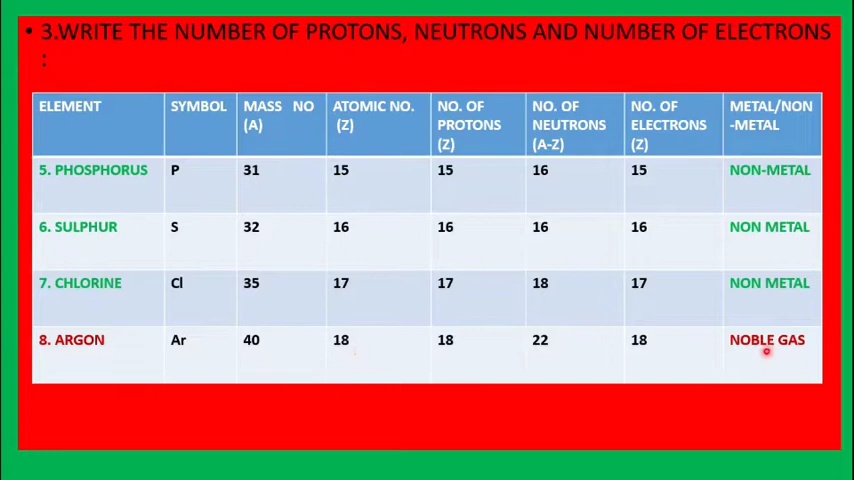 • 3.WRITE THE NUMBER OF PROTONS, NEUTRONS AND NUMBER OF ELECTRONS
:
ELEMENT SYMBOL MASS NO (A) ATOMIC NO. (Z) NO. OF PROTONS (Z) NO. OF NEUTRONS (A-Z) NO. OF ELECTRONS (Z) METAL/NON-METAL
5. PHOSPHORUS P 31 15 15 16 15 NON-METAL
6. SULPHUR S 32 16 16 16 16 NON METAL
7. CHLORINE Cl 35 17 17 18 17 NON METAL
8. ARGON Ar 40 18 18 22 18 NOBLE GAS